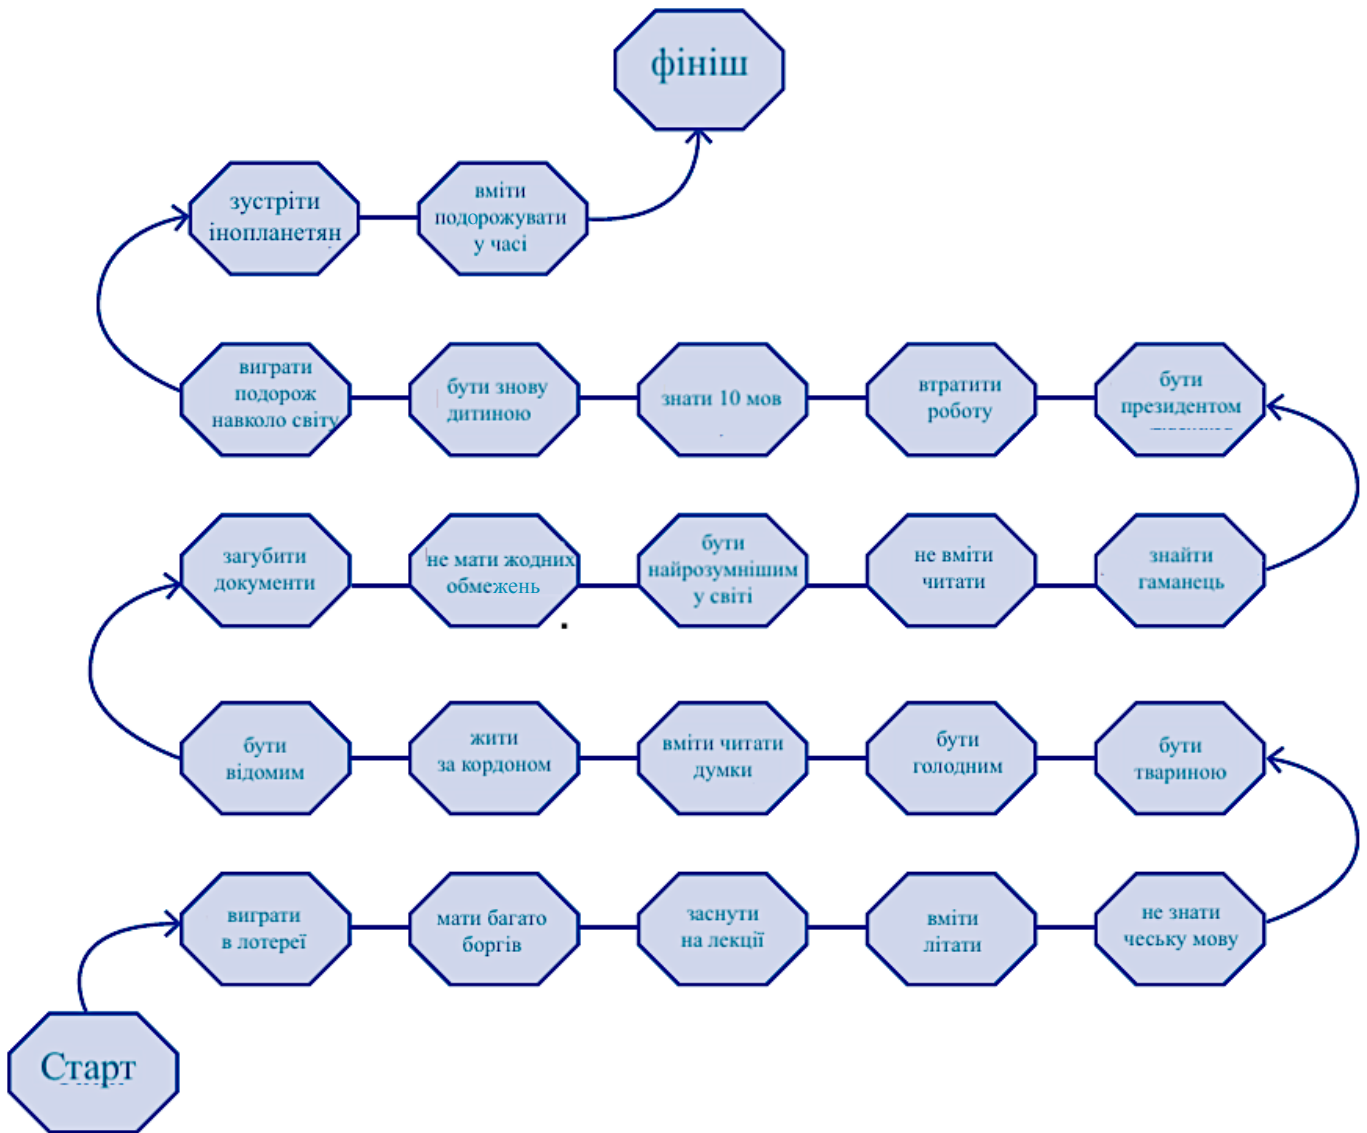 фініш
зустріти
інопланетян
вміти
подорожувати
у часі
виграти
подорож
навколо світу
бути знову
дитиною
знати 10 мов
втратити
роботу
бути
президентом
загубити
документи
не мати жодних
обмежень
бути
найрозумнішим
у світі
не вміти
читати
знайти
гаманець
бути
відомим
жити
за кордоном
вміти читати
думки
бути
голодним
бути
твариною
виграти
в лотереї
мати багато
боргів
заснути
на лекції
вміти
літати
не знати
чеську мову
Старт